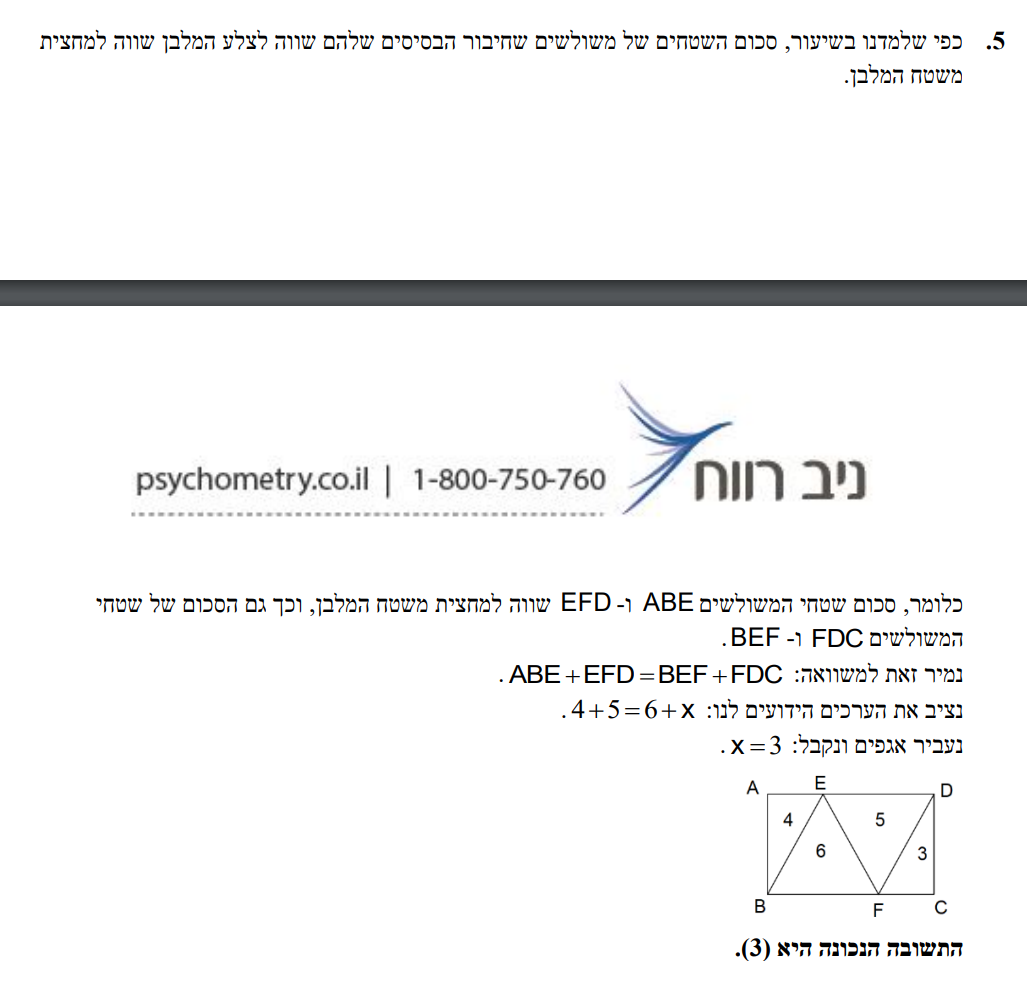 5. כפי שלמדנו בשיעור, סכום השטחים של משולשים שחיבור הבסיסים שלהם שווה לצלע המלבן שווה למחצית
משטח המלבן.
psychometry.co.il | 1-800-750-760
ניב רווח
כלומר, סכום שטחי המשולשים ABE ו- EFD שווה למחצית משטח המלבן, וכך גם הסכום של שטחי
המשולשים FDC ו- BEF.
נמיר זאת למשוואה: ABE+EFD=BEF+FDC.
נציב את הערכים הידועים לנו: 4+5=6+x.
נעביר אגפים ונקבל: x=3.
A E D
4 5
6 3
B F C
התשובה הנכונה היא (3).